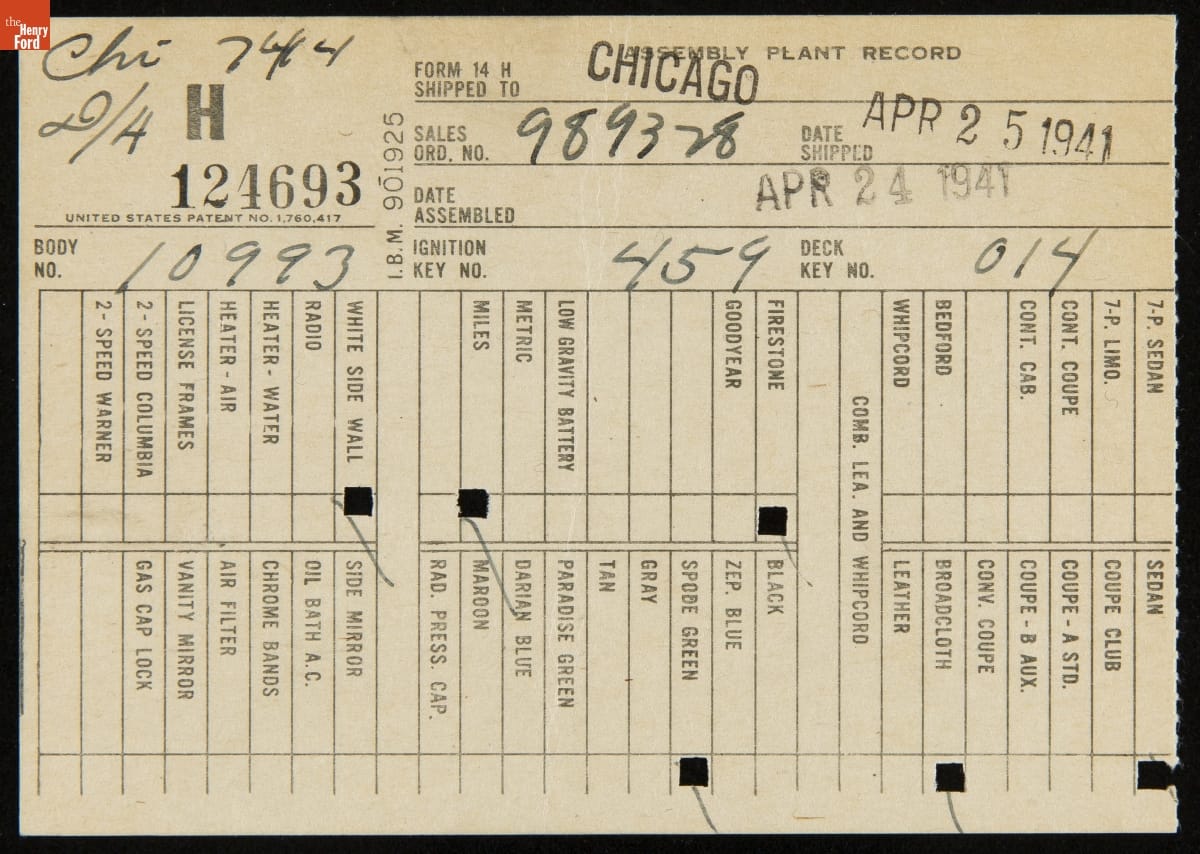 the
Henry
Ford
Chi 7414
D/4 H
124693
UNITED STATES PATENT NO. 1,760,417
I.B.M. 901925
ASSEMBLY PLANT RECORD
FORM 14 H
SHIPPED TO CHICAGO
SALES
ORD. NO. 989328
DATE
SHIPPED APR 25 1941
DATE
ASSEMBLED APR 24 1941
BODY
NO. 10993
IGNITION
KEY NO. 459
DECK
KEY NO. 014
2 - SPEED WARNER
2 - SPEED COLUMBIA
LICENSE FRAMES
HEATER - AIR
HEATER - WATER
RADIO
WHITE SIDE WALL
MILES
METRIC
LOW GRAVITY BATTERY
GOODYEAR
FIRESTONE
COMB. LEA. AND WHIPCORD
WHIPCORD
BEDFORD
CONT. CAB.
CONT. COUPE
7-P. LIMO.
7-P. SEDAN
GAS CAP LOCK
VANITY MIRROR
AIR FILTER
CHROME BANDS
OIL BATH A.C.
SIDE MIRROR
RAD. PRESS. CAP.
MAROON
DARIAN BLUE
PARADISE GREEN
TAN
GRAY
SPODE GREEN
ZEP. BLUE
BLACK
LEATHER
BROADCLOTH
CONV. COUPE
COUPE - B AUX.
COUPE - A STD.
COUPE CLUB
SEDAN